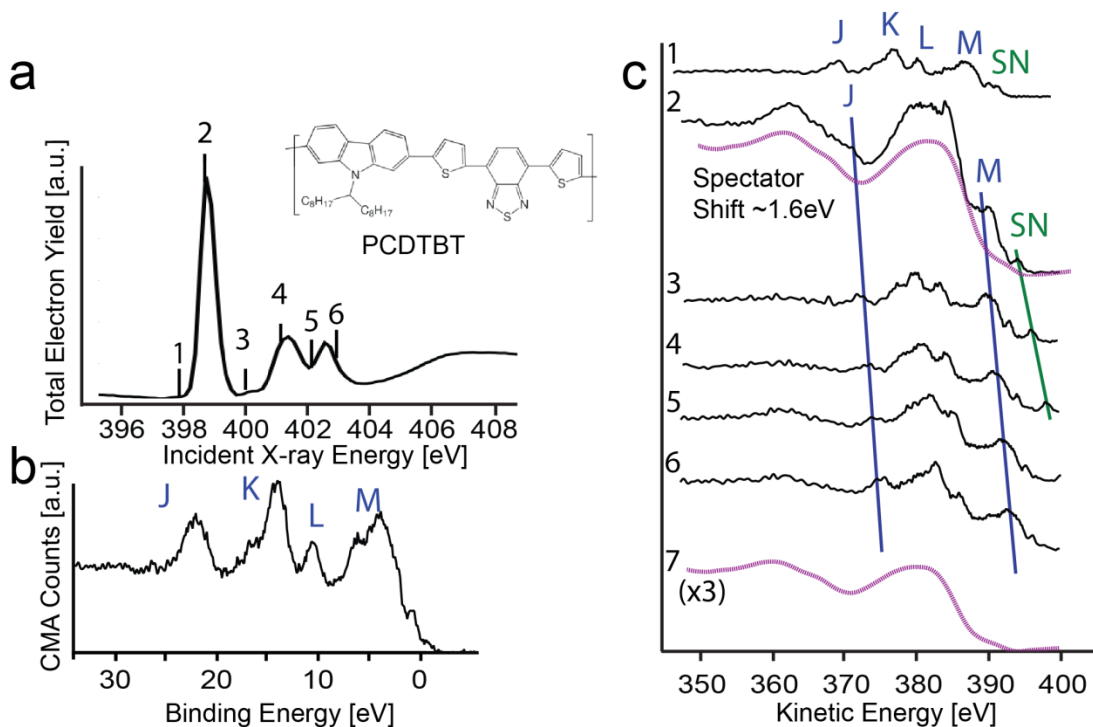 a
Total Electron Yield [a.u.]
1
2
3
4
5
6
N
C₈H₁₇
C₈H₁₇
S
N
S
N
S
PCDTBT
396 398 400 402 404 406 408
Incident X-ray Energy [eV]
b
CMA Counts [a.u.]
J
K
L
M
30 20 10 0
Binding Energy [eV]
c
J
K
L
M
SN
1
2
J
M
SN
Spectator
Shift ~1.6eV
3
4
5
6
7
(x3)
350 360 370 380 390 400
Kinetic Energy [eV]